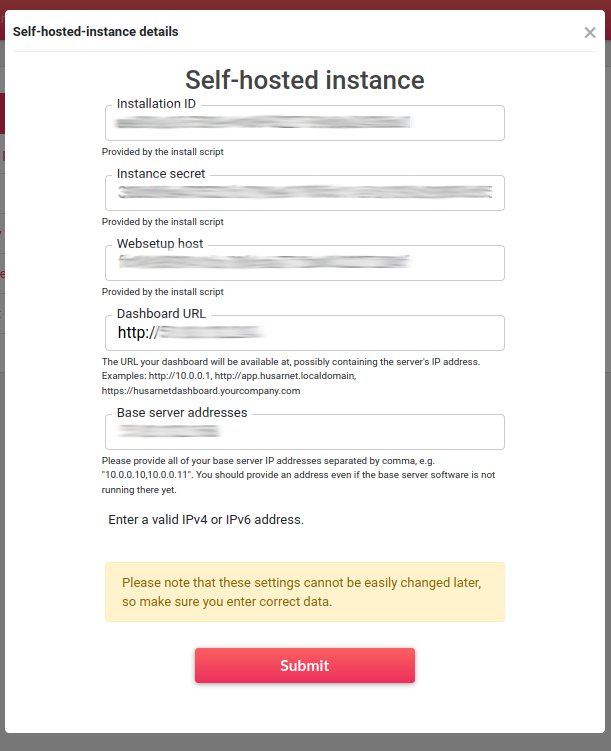 Self-hosted-instance details
×
Self-hosted instance
Installation ID
Provided by the install script
Instance secret
Provided by the install script
Websetup host
Provided by the install script
Dashboard URL
http://
The URL your dashboard will be available at, possibly containing the server's IP address.
Examples: http://10.0.0.1, http://app.husarnet.localdomain,
https://husarnetdashboard.yourcompany.com
Base server addresses
Please provide all of your base server IP addresses separated by comma, e.g.
"10.0.0.10,10.0.0.11". You should provide an address even if the base server software is not
running there yet.
Enter a valid IPv4 or IPv6 address.
Please note that these settings cannot be easily changed later,
so make sure you enter correct data.
Submit